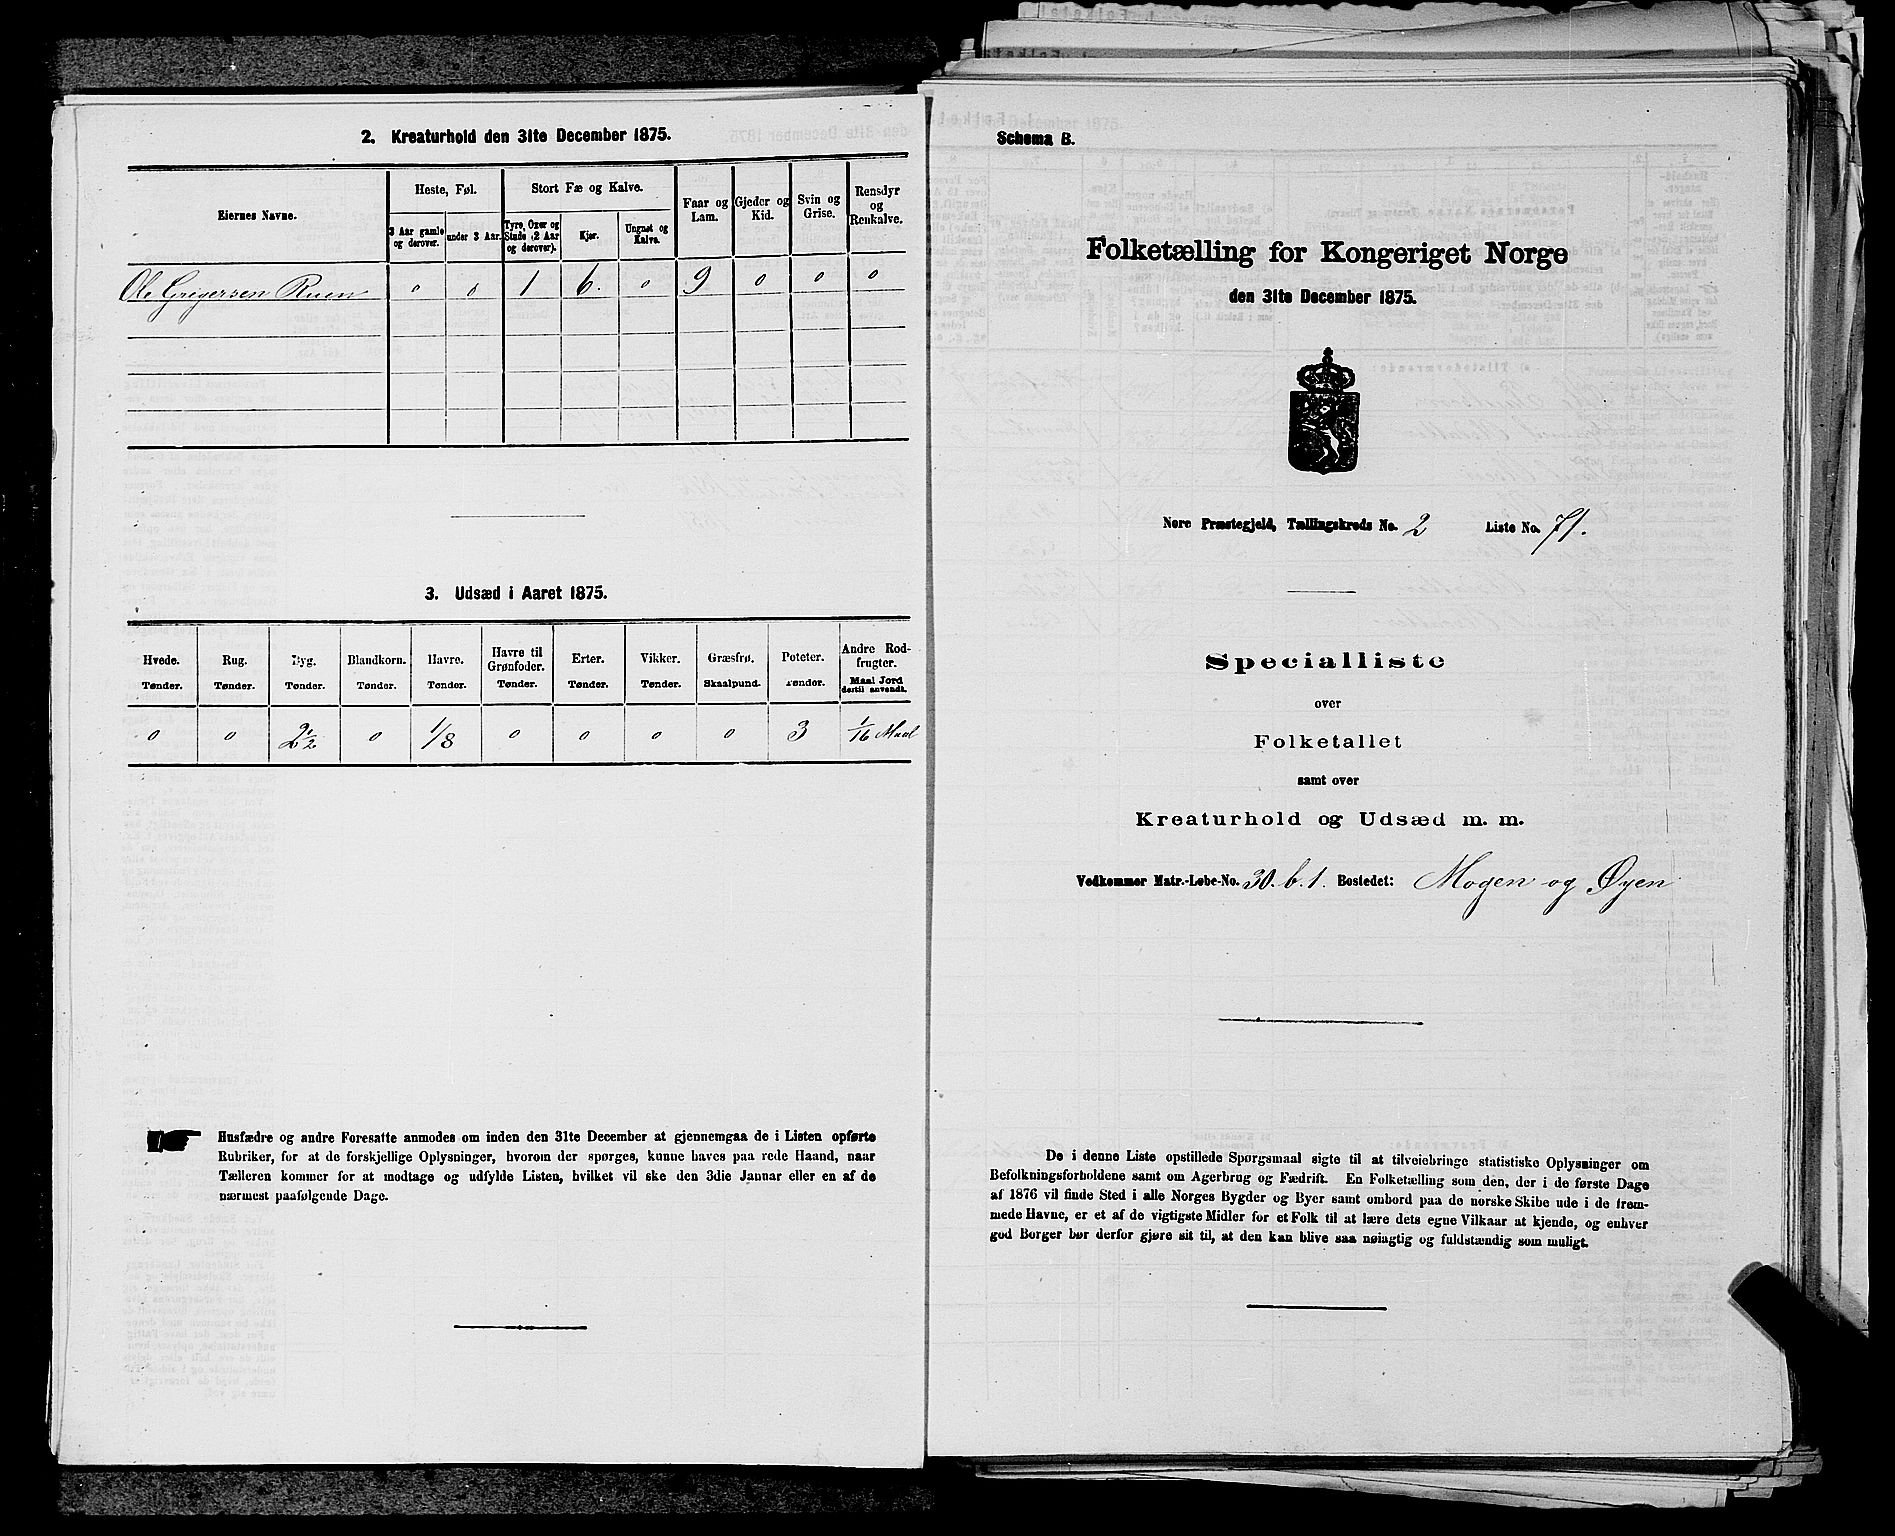 2. Kreaturhold den 31te December 1875.
Eiernes Navne.
Heste, Føl.
Stort Fæ og Kalve.
Faar og Lam.
Gjeder og Kid.
Svin og Grise.
Rensdyr og Renkalve.
3 Aar gamle og derover.
under 3 Aar.
Tyre, Oxer og Stude (2 Aar og derover).
Kjør.
Ungnøt og Kalve.
Ole Grigersen Ruen 0 0 1 6. 0 9 0 0 0
3. Udsæd i Aaret 1875.
Hvede. Rug. Byg. Blandkorn. Havre. Havre til Grønfoder. Erter. Vikker. Græsfrø. Poteter. Andre Rodfrugter.
Tønder. Tønder. Tønder. Tønder. Tønder. Tønder. Tønder. Tønder. Skaalpund. Tønder. Maal Jord dertil anvendt.
0 0 2 1/2 0 1/8 0 0 0 0 3 1/16 Maal
Husfædre og andre Foresatte anmodes om inden den 31te December at gjennemgaa de i Listen opførte
Rubriker, for at de forskjellige Oplysninger, hvorom der spørges, kunne haves paa rede Haand, naar
Tælleren kommer for at modtage og udfylde Listen, hvilket vil ske den 3die Januar eller en af de
nærmest paafølgende Dage.
Schema B.
Folketælling for Kongeriget Norge
den 31te December 1875.
Nore Præstegjeld, Tællingskreds No. 2 Liste No. 71.
Specialliste
over
Folketallet
samt over
Kreaturhold og Udsæd m. m.
Vedkommer Matr.-Løbe-No. 30.b.1. Bostedet: Mogen og Øyen
De i denne Liste opstillede Spørgsmaal sigte til at tilveiebringe statistiske Oplysninger om
Befolkningsforholdene samt om Agerbrug og Fædrift. En Folketælling som den, der i de første Dage
af 1876 vil finde Sted i alle Norges Bygder og Byer samt ombord paa de norske Skibe ude i de frem-
mede Havne, er et af de vigtigste Midler for et Folk til at lære dets egne Vilkaar at kjende, og enhver
god Borger bør derfor gjøre sit til, at den kan blive saa nøiagtig og fuldstændig som muligt.